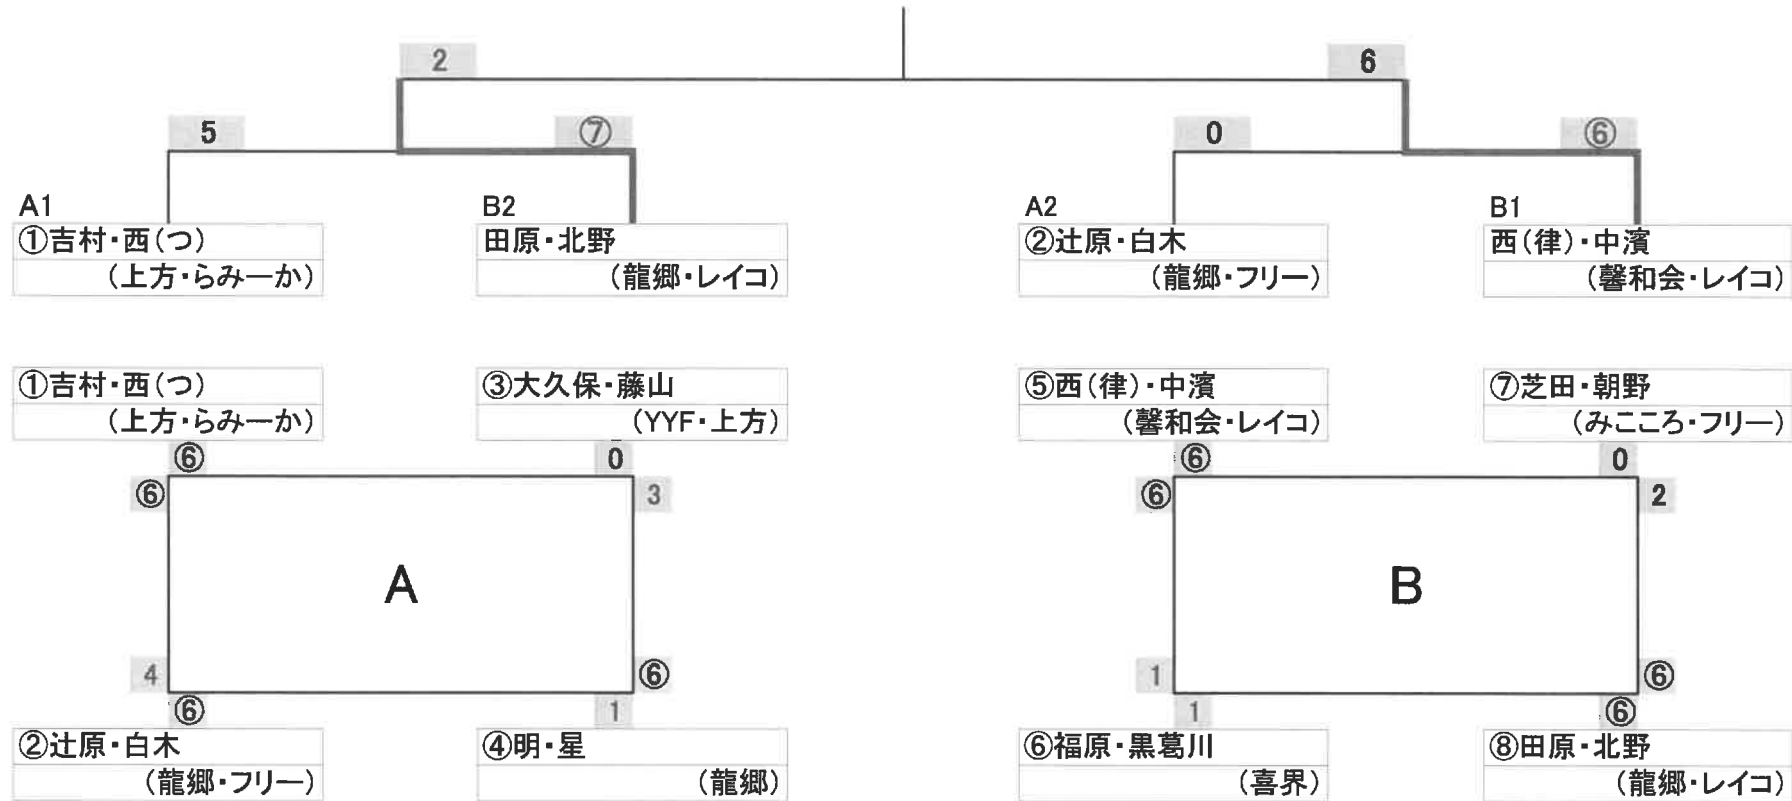 2
6
5
⑦
0
⑥
A1
①吉村・西(つ)
(上方・らみーか)
B2
田原・北野
(龍郷・レイコ)
A2
②辻原・白木
(龍郷・フリー)
B1
西(律)・中濱
(馨和会・レイコ)
①吉村・西(つ)
(上方・らみーか)
③大久保・藤山
(YYF・上方)
⑤西(律)・中濱
(馨和会・レイコ)
⑦芝田・朝野
(みこころ・フリー)
⑥
0
⑥
3
A
4
⑥
⑥
1
⑥
0
⑥
2
B
1
⑥
1
⑥
②辻原・白木
(龍郷・フリー)
④明・星
(龍郷)
⑥福原・黒葛川
(喜界)
⑧田原・北野
(龍郷・レイコ)